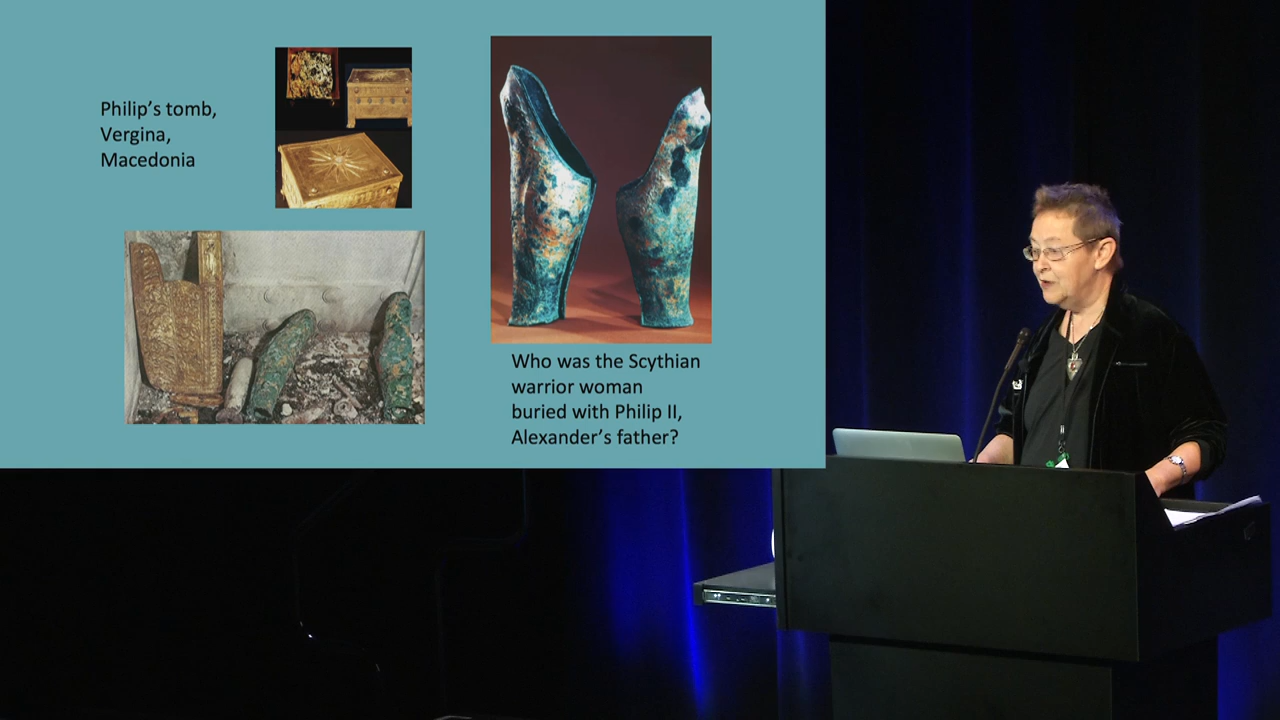 Philip’s tomb,
Vergina,
Macedonia
Who was the Scythian
warrior woman
buried with Philip II,
Alexander’s father?